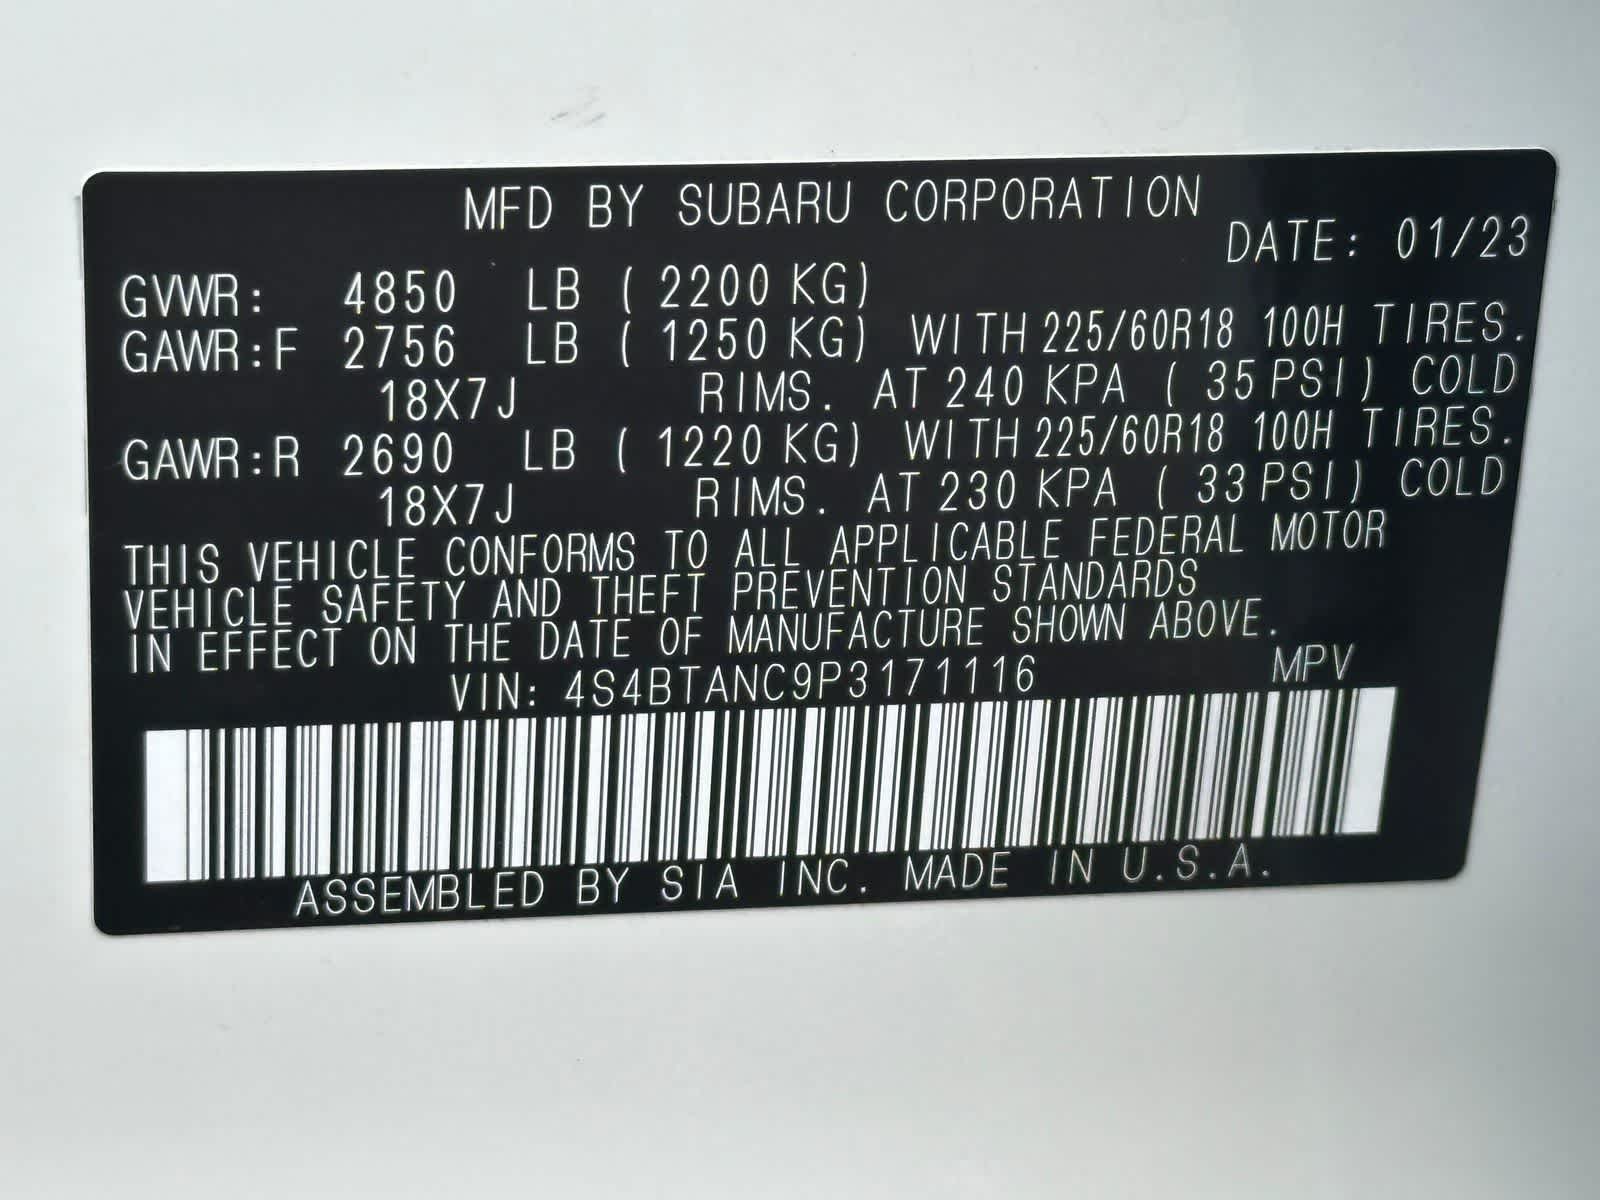 MFD BY SUBARU CORPORATION
DATE: 01/23
GVWR: 4850 LB ( 2200 KG)
GAWR:F 2756 LB ( 1250 KG) WITH 225/60R18 100H TIRES.
18X7J RIMS. AT 240 KPA ( 35 PSI) COLD
GAWR:R 2690 LB ( 1220 KG) WITH 225/60R18 100H TIRES.
18X7J RIMS. AT 230 KPA ( 33 PSI) COLD
THIS VEHICLE CONFORMS TO ALL APPLICABLE FEDERAL MOTOR
VEHICLE SAFETY AND THEFT PREVENTION STANDARDS
IN EFFECT ON THE DATE OF MANUFACTURE SHOWN ABOVE.
VIN: 4S4BTANC9P3171116 MPV
ASSEMBLED BY SIA INC. MADE IN U.S.A.